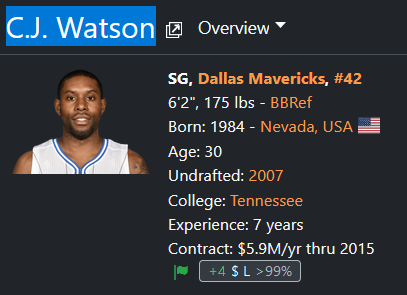 C.J. Watson Overview
SG, Dallas Mavericks, #42
6'2", 175 lbs - BBRef
Born: 1984 - Nevada, USA
Age: 30
Undrafted: 2007
College: Tennessee
Experience: 7 years
Contract: $5.9M/yr thru 2015
+4 $ L >99%